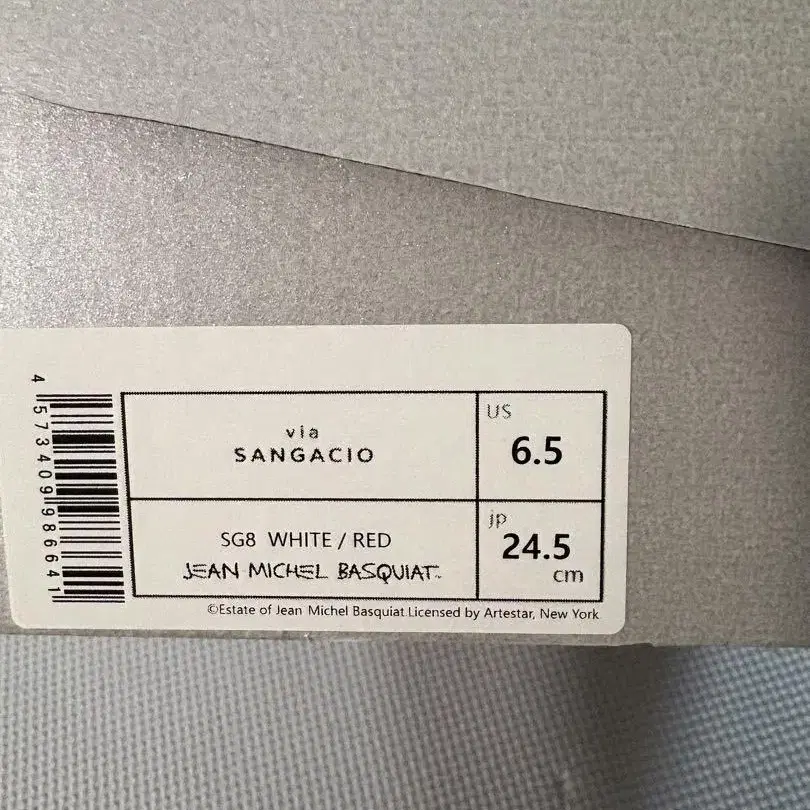 4 573409 986641
via
SANGACIO
US
6.5
SG8 WHITE / RED
JEAN MICHEL BASQUIAT™
jp
24.5
cm
©Estate of Jean Michel Basquiat Licensed by Artestar, New York